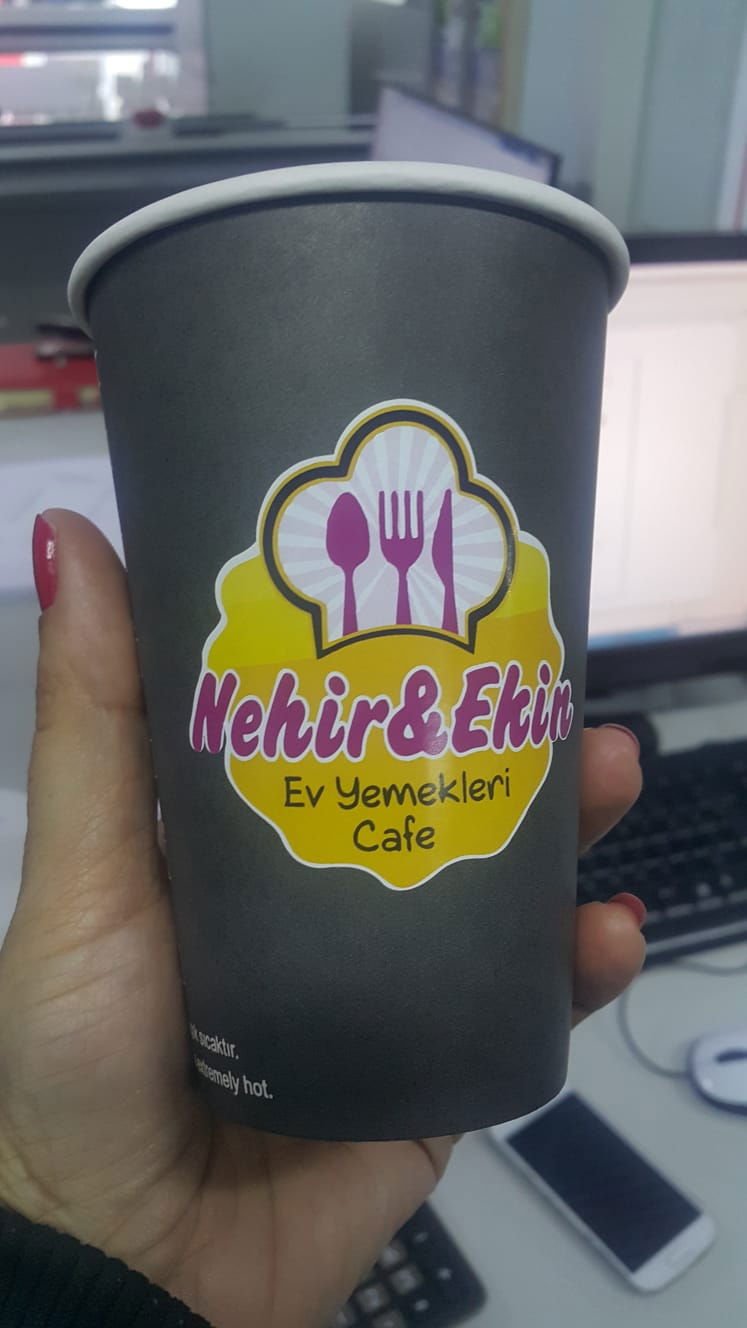 Nehir&Ekin
Ev Yemekleri
Cafe
sıcaktır.
extremely hot.